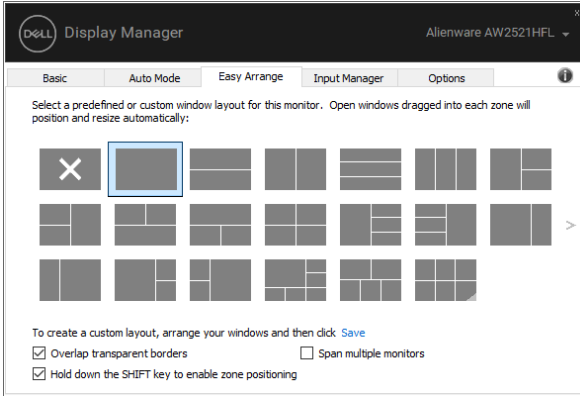 DELL Display Manager
Alienware AW2521HFL
Basic Auto Mode Easy Arrange Input Manager Options
Select a predefined or custom window layout for this monitor. Open windows dragged into each zone will
position and resize automatically:
To create a custom layout, arrange your windows and then click Save
Overlap transparent borders
Span multiple monitors
Hold down the SHIFT key to enable zone positioning